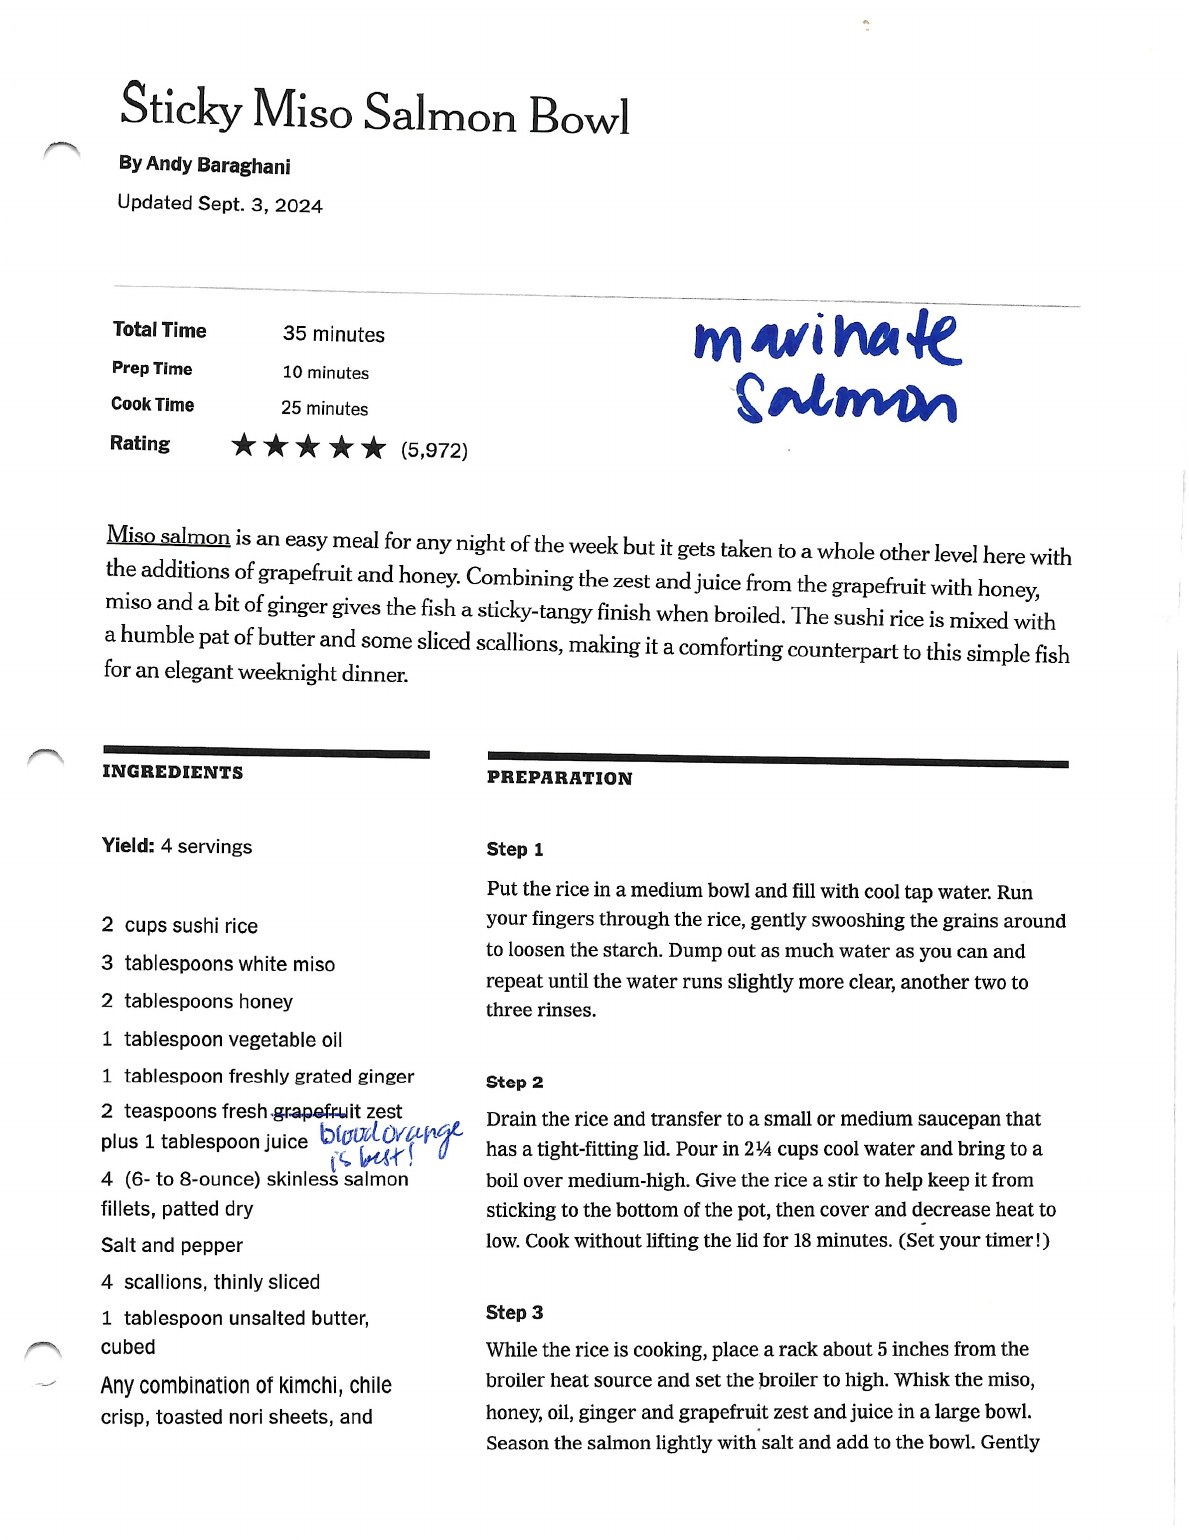 Sticky Miso Salmon Bowl
By Andy Baraghani
Updated Sept. 3, 2024
Total Time 35 minutes
Prep Time 10 minutes
Cook Time 25 minutes
Rating ★ ★ ★ ★ ★ (5,972)
marinate
salmon
Miso salmon is an easy meal for any night of the week but it gets taken to a whole other level here with
the additions of grapefruit and honey. Combining the zest and juice from the grapefruit with honey,
miso and a bit of ginger gives the fish a sticky-tangy finish when broiled. The sushi rice is mixed with
a humble pat of butter and some sliced scallions, making it a comforting counterpart to this simple fish
for an elegant weeknight dinner.
INGREDIENTS
Yield: 4 servings
2 cups sushi rice
3 tablespoons white miso
2 tablespoons honey
1 tablespoon vegetable oil
1 tablespoon freshly grated ginger
2 teaspoons fresh grapefruit zest
plus 1 tablespoon juice
blood orange
is best!
4 (6- to 8-ounce) skinless salmon
fillets, patted dry
Salt and pepper
4 scallions, thinly sliced
1 tablespoon unsalted butter,
cubed
Any combination of kimchi, chile
crisp, toasted nori sheets, and
PREPARATION
Step 1
Put the rice in a medium bowl and fill with cool tap water. Run
your fingers through the rice, gently swooshing the grains around
to loosen the starch. Dump out as much water as you can and
repeat until the water runs slightly more clear, another two to
three rinses.
Step 2
Drain the rice and transfer to a small or medium saucepan that
has a tight-fitting lid. Pour in 2¼ cups cool water and bring to a
boil over medium-high. Give the rice a stir to help keep it from
sticking to the bottom of the pot, then cover and decrease heat to
low. Cook without lifting the lid for 18 minutes. (Set your timer!)
Step 3
While the rice is cooking, place a rack about 5 inches from the
broiler heat source and set the broiler to high. Whisk the miso,
honey, oil, ginger and grapefruit zest and juice in a large bowl.
Season the salmon lightly with salt and add to the bowl. Gently